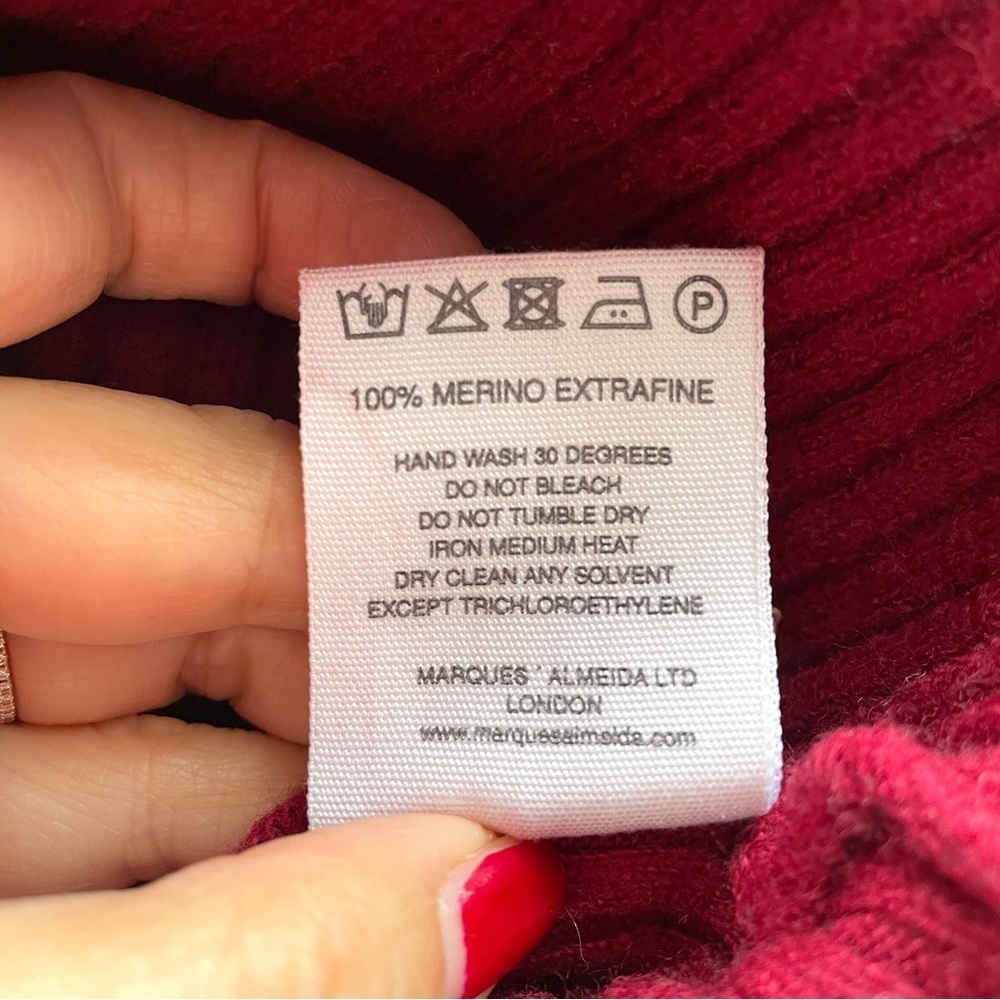 P
100% MERINO EXTRAFINE
HAND WASH 30 DEGREES
DO NOT BLEACH
DO NOT TUMBLE DRY
IRON MEDIUM HEAT
DRY CLEAN ANY SOLVENT
EXCEPT TRICHLOROETHYLENE
MARQUES ' ALMEIDA LTD
LONDON
www.marquesalmeida.com